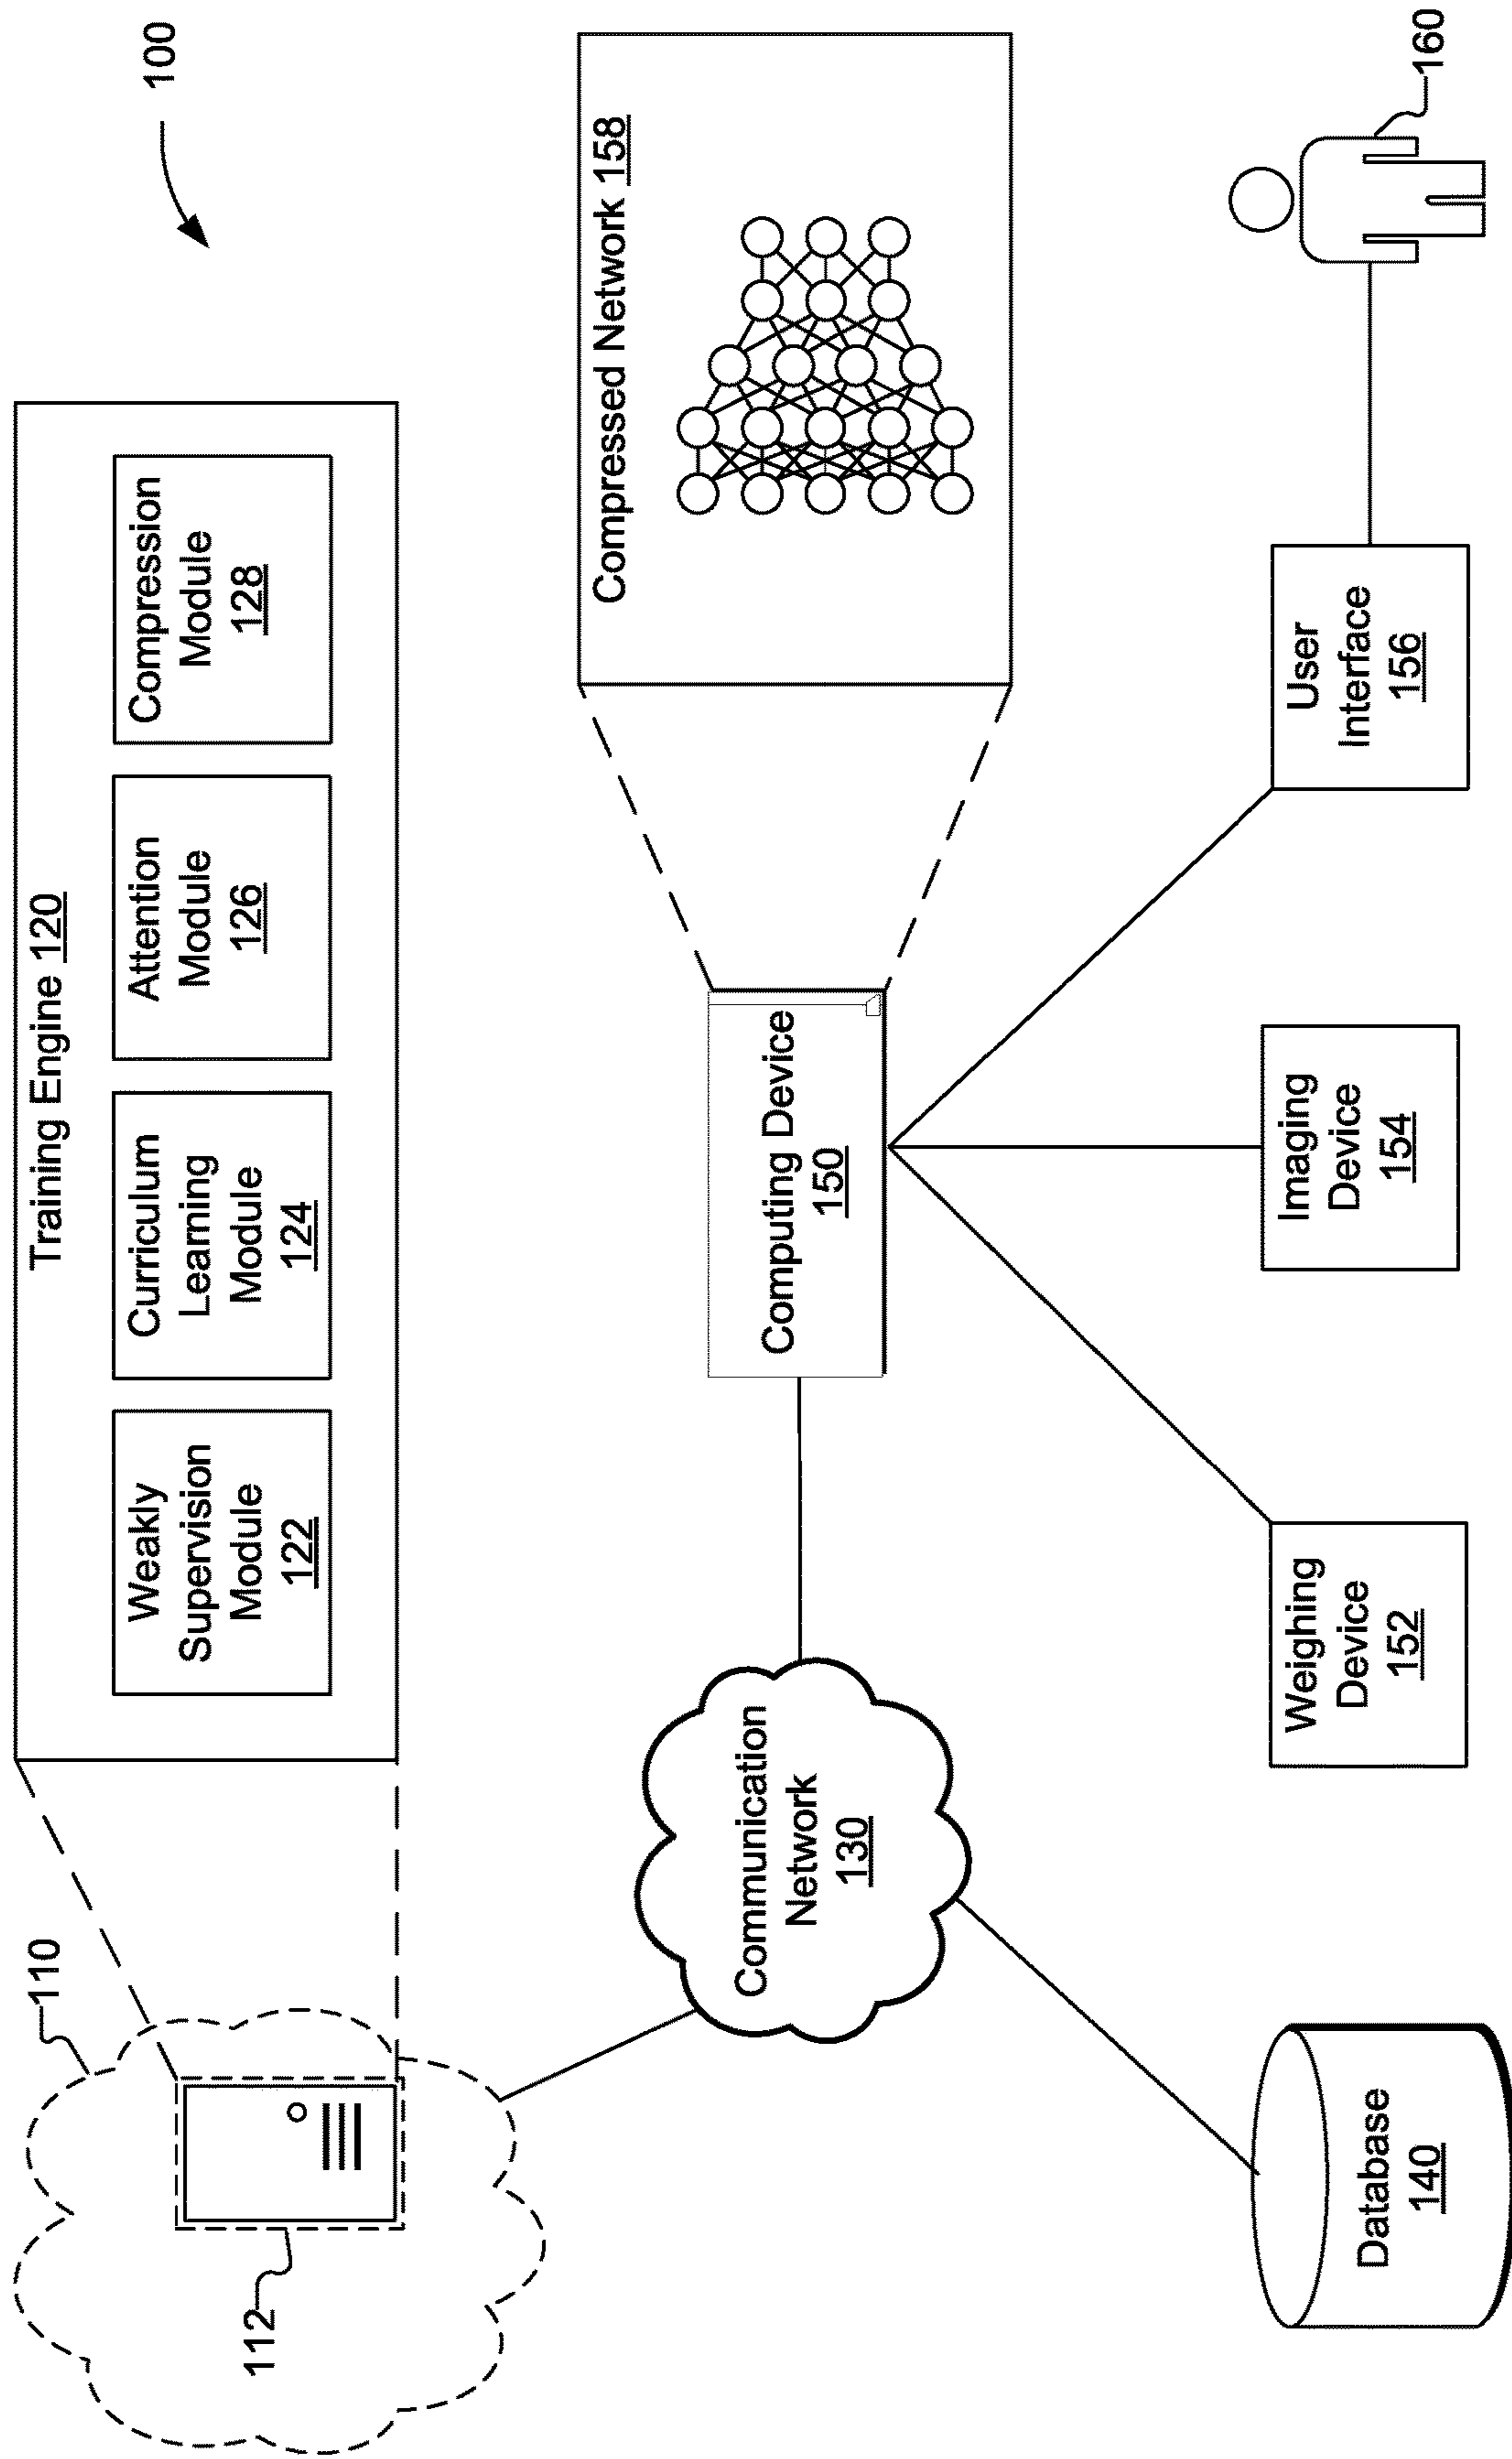 100
110
112
Training Engine 120
Weakly
Supervision
Module
122
Curriculum
Learning
Module
124
Attention
Module
126
Compression
Module
128
Communication
Network
130
Computing Device
150
Compressed Network 158
Database
140
Weighing
Device
152
Imaging
Device
154
User
Interface
156
160